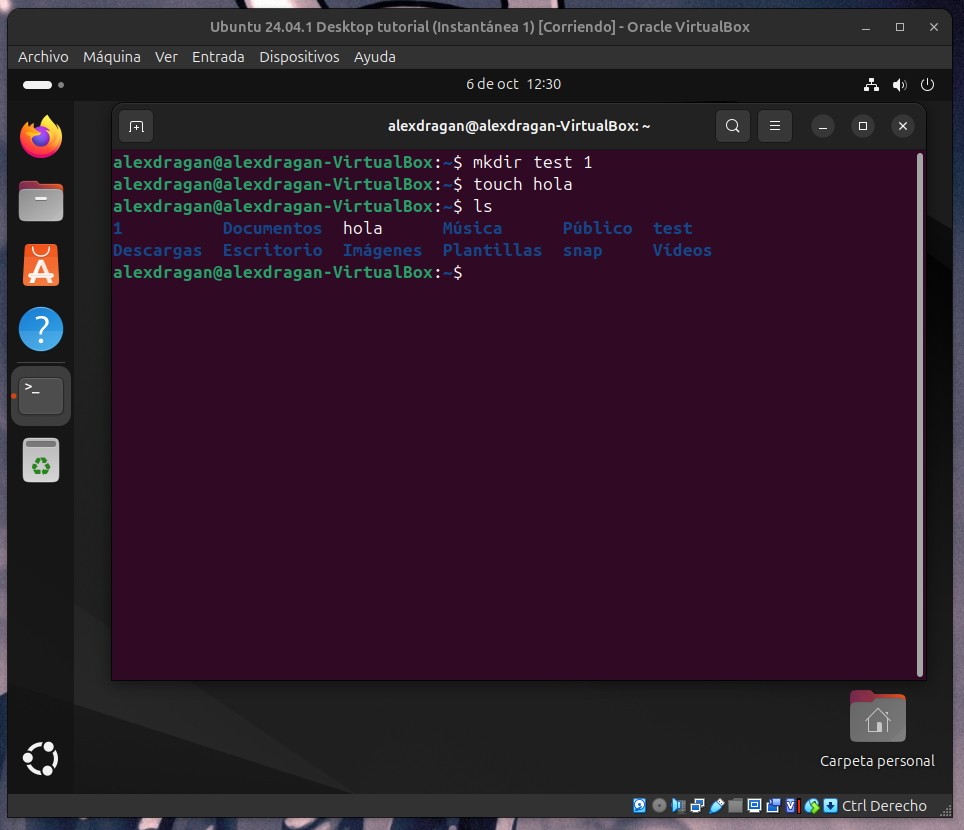 Ubuntu 24.04.1 Desktop tutorial (Instantánea 1) [Corriendo] - Oracle VirtualBox
Archivo Máquina Ver Entrada Dispositivos Ayuda
6 de oct 12:30
alexdragan@alexdragan-VirtualBox: ~
alexdragan@alexdragan-VirtualBox:~$ mkdir test 1
alexdragan@alexdragan-VirtualBox:~$ touch hola
alexdragan@alexdragan-VirtualBox:~$ ls
1 Documentos hola Música Público test
Descargas Escritorio Imágenes Plantillas snap Vídeos
alexdragan@alexdragan-VirtualBox:~$
Carpeta personal
Ctrl Derecho